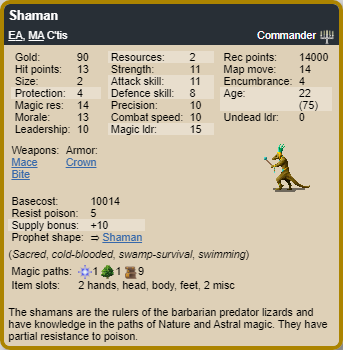 Shaman
EA, MA C'tis Commander
Gold: 90 Resources: 2 Rec points: 14000
Hit points: 13 Strength: 11 Map move: 14
Size: 2 Attack skill: 11 Encumbrance: 4
Protection: 4 Defence skill: 8 Age: 22
Magic res: 14 Precision: 10 (75)
Morale: 13 Combat speed: 10 Undead ldr: 0
Leadership: 10 Magic ldr: 15
Weapons: Armor:
Mace Crown
Bite
Basecost: 10014
Resist poison: 5
Supply bonus: +10
Prophet shape: ⇒ Shaman
(Sacred, cold-blooded, swamp-survival, swimming)
Magic paths: 1 1 9
Item slots: 2 hands, head, body, feet, 2 misc
The shamans are the rulers of the barbarian predator lizards and
have knowledge in the paths of Nature and Astral magic. They have
partial resistance to poison.